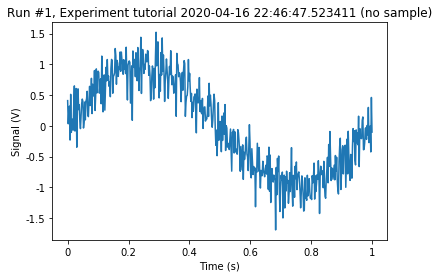 Run #1, Experiment tutorial 2020-04-16 22:46:47.523411 (no sample)
1.5
1
0.5
0
-0.5
-1
-1.5
Signal (V)
0 0.2 0.4 0.6 0.8 1
Time (s)